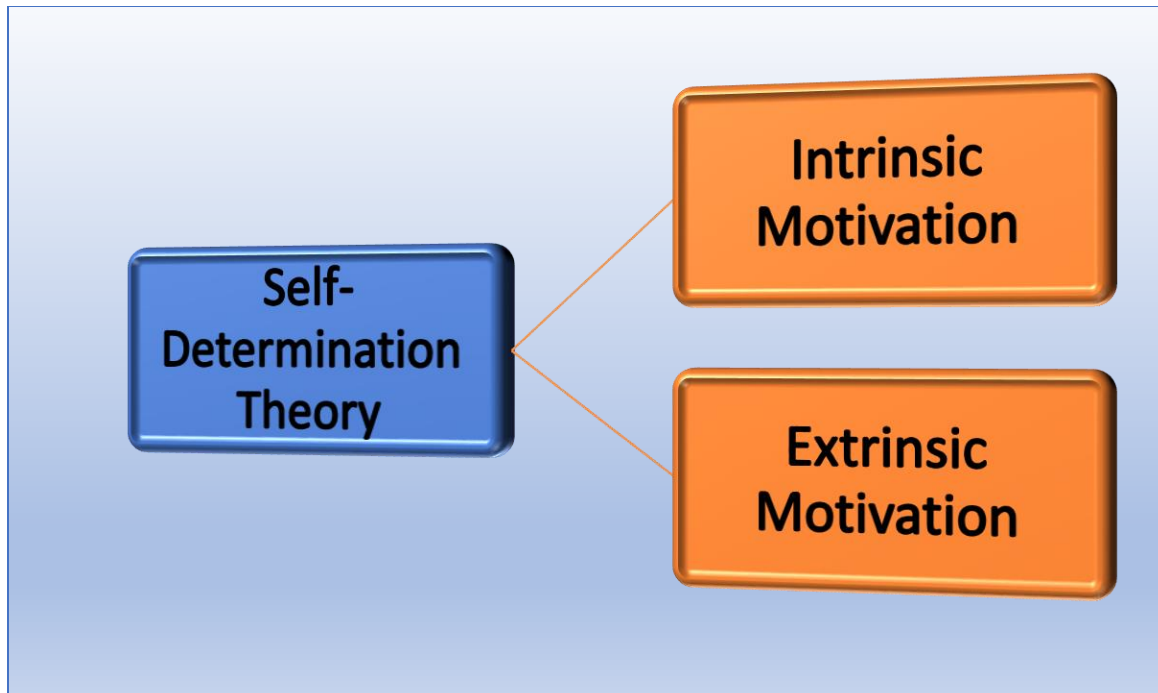 Self-
Determination
Theory
Intrinsic
Motivation
Extrinsic
Motivation